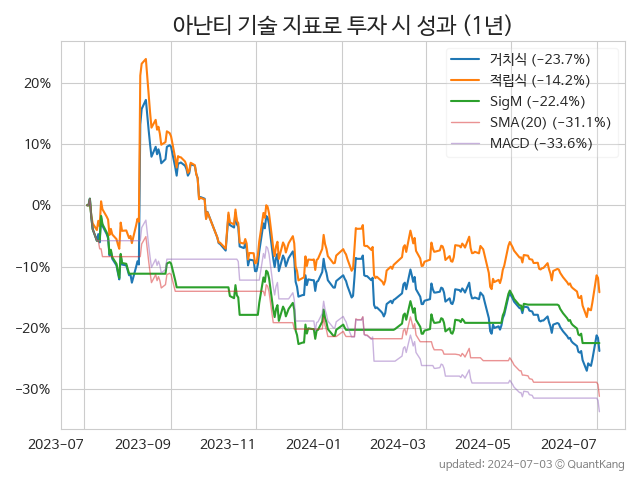 아난티 기술 지표로 투자 시 성과 (1년)
거치식 (−23.7%)
적립식 (−14.2%)
SigM (−22.4%)
SMA(20) (−31.1%)
MACD (−33.6%)
20%
10%
0%
−10%
−20%
−30%
2023-07 2023-09 2023-11 2024-01 2024-03 2024-05 2024-07
updated: 2024-07-03 ⓒ QuantKang